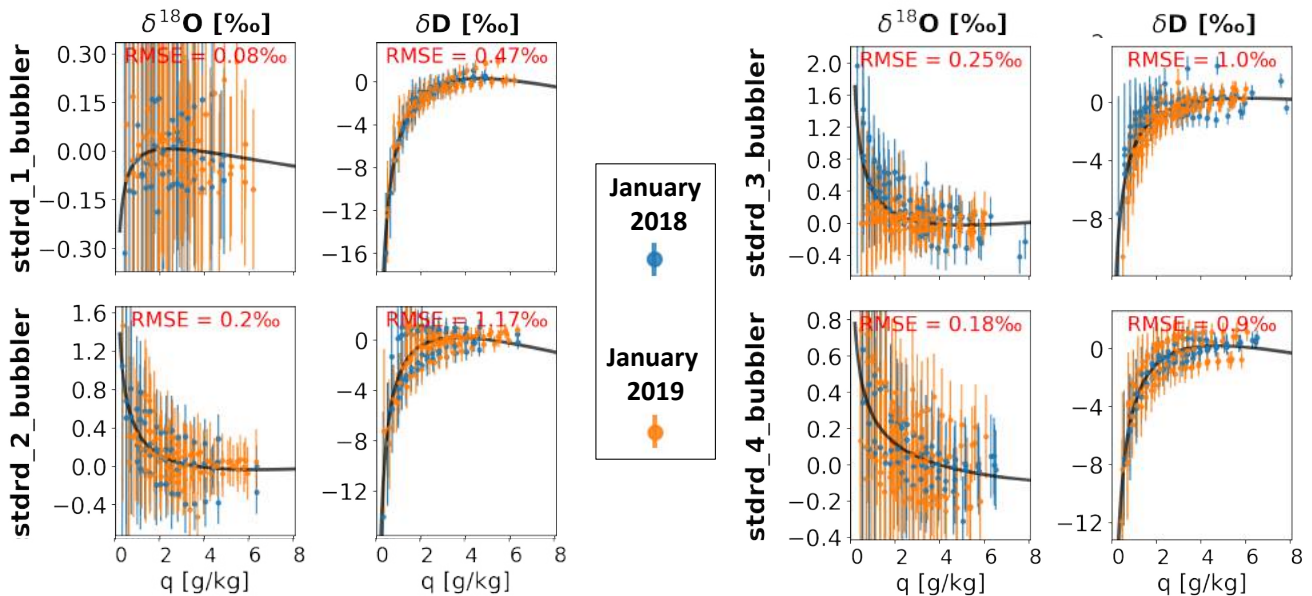 δ¹⁸O [‰]
δD [‰]
δ¹⁸O [‰]
δD [‰]
stdrd_1_bubbler
0.30
0.15
0.00
−0.15
−0.30
RMSE = 0.08‰
0
−4
−8
−12
−16
RMSE = 0.47‰
stdrd_3_bubbler
2.0
1.6
1.2
0.8
0.4
0.0
−0.4
RMSE = 0.25‰
0
−4
−8
RMSE = 1.0‰
January
2018
January
2019
stdrd_2_bubbler
1.6
1.2
0.8
0.4
0.0
−0.4
RMSE = 0.2‰
0
−4
−8
−12
RMSE = 1.17‰
stdrd_4_bubbler
0.8
0.6
0.4
0.2
0.0
−0.2
−0.4
RMSE = 0.18‰
0
−4
−8
−12
RMSE = 0.9‰
0 2 4 6 8
0 2 4 6 8
0 2 4 6 8
0 2 4 6 8
q [g/kg]
q [g/kg]
q [g/kg]
q [g/kg]